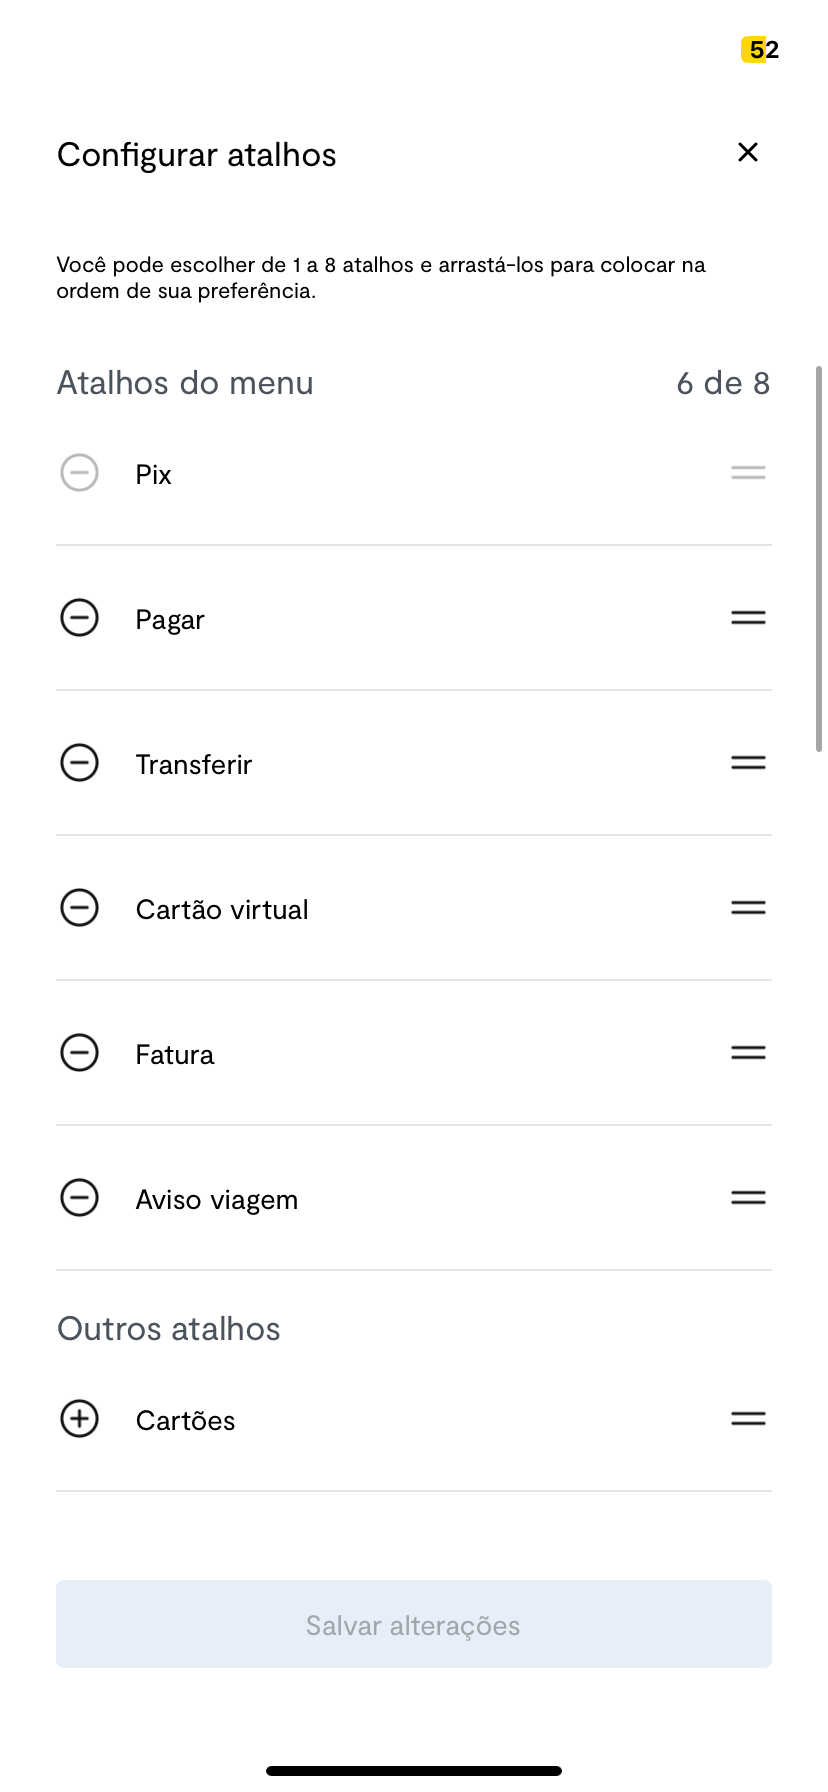 52
Configurar atalhos
Você pode escolher de 1 a 8 atalhos e arrastá-los para colocar na
ordem de sua preferência.
Atalhos do menu 6 de 8
Pix
Pagar
Transferir
Cartão virtual
Fatura
Aviso viagem
Outros atalhos
Cartões
Salvar alterações